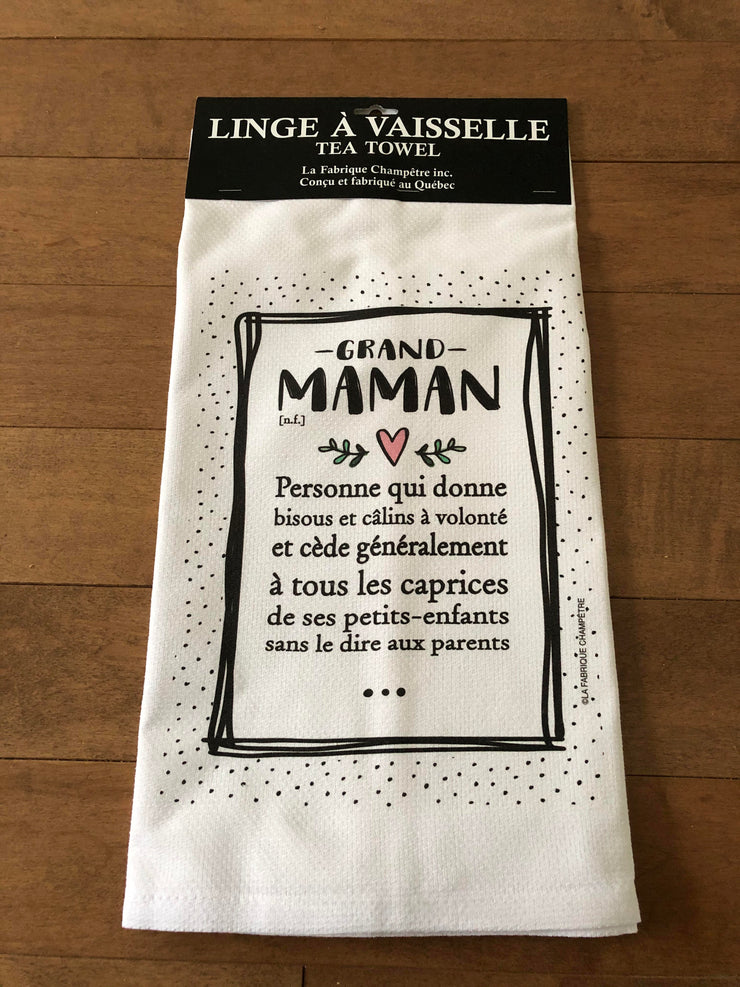 LINGE À VAISSELLE
TEA TOWEL
La Fabrique Champêtre inc.
Conçu et fabriqué au Québec
–GRAND–
MAMAN
[n.f.]
Personne qui donne
bisous et câlins à volonté
et cède généralement
à tous les caprices
de ses petits-enfants
sans le dire aux parents
...
©LA FABRIQUE CHAMPÊTRE